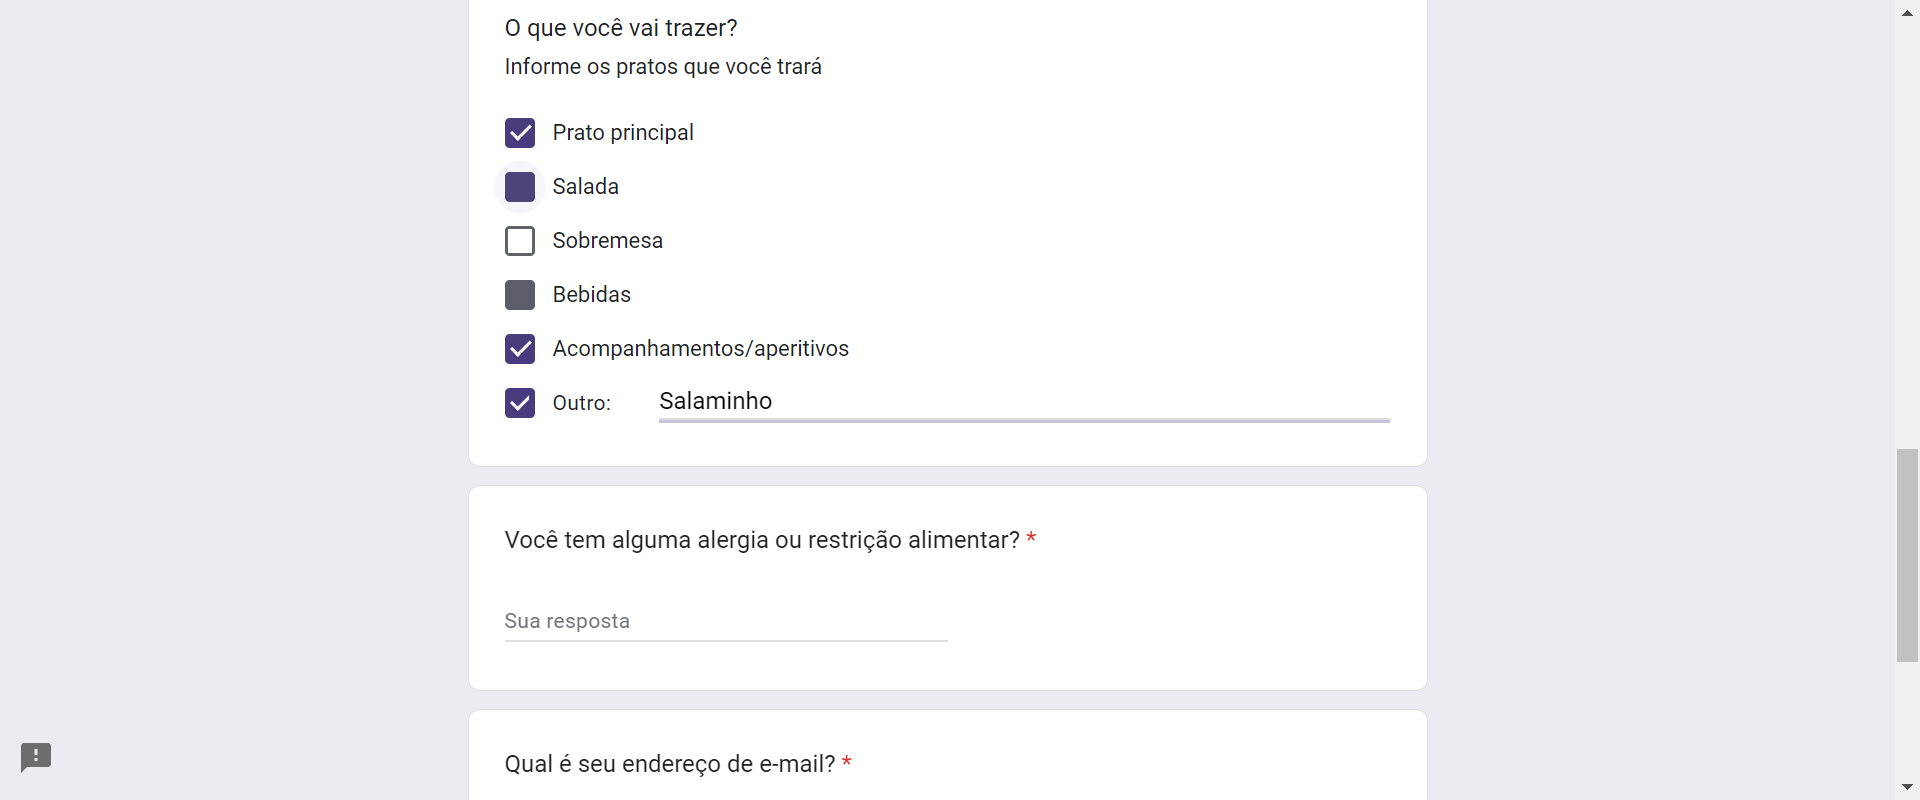 O que você vai trazer?
Informe os pratos que você trará
Prato principal
Salada
Sobremesa
Bebidas
Acompanhamentos/aperitivos
Outro: Salaminho
Você tem alguma alergia ou restrição alimentar? *
Sua resposta
Qual é seu endereço de e-mail? *